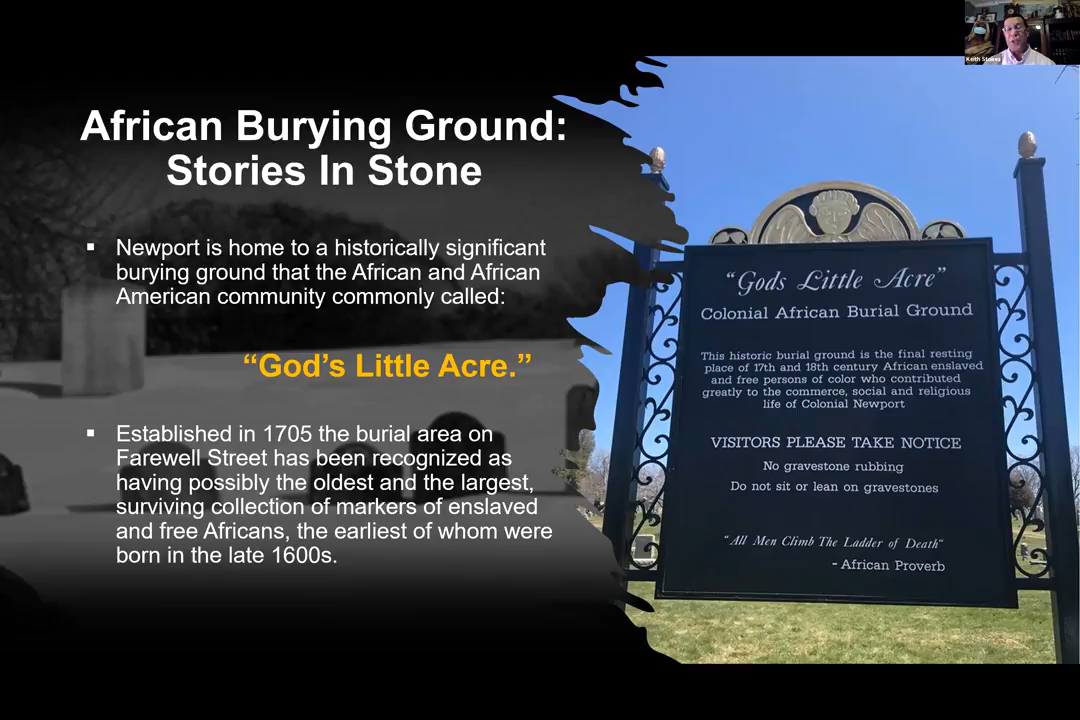 Keith Stokes
African Burying Ground:
Stories In Stone
▪ Newport is home to a historically significant
burying ground that the African and African
American community commonly called:
“God’s Little Acre.”
▪ Established in 1705 the burial area on
Farewell Street has been recognized as
having possibly the oldest and the largest,
surviving collection of markers of enslaved
and free Africans, the earliest of whom were
born in the late 1600s.
“Gods Little Acre”
Colonial African Burial Ground
This historic burial ground is the final resting
place of 17th and 18th century African enslaved
and free persons of color who contributed
greatly to the commerce, social and religious
life of Colonial Newport
VISITORS PLEASE TAKE NOTICE
No gravestone rubbing
Do not sit or lean on gravestones
“All Men Climb The Ladder of Death“
- African Proverb